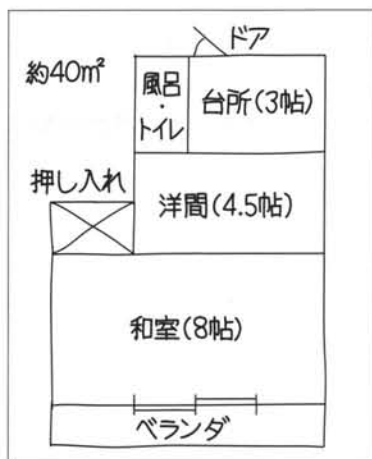 ドア
約40㎡
風呂
・
トイレ
台所(3帖)
押し入れ
洋間(4.5帖)
和室(8帖)
ベランダ